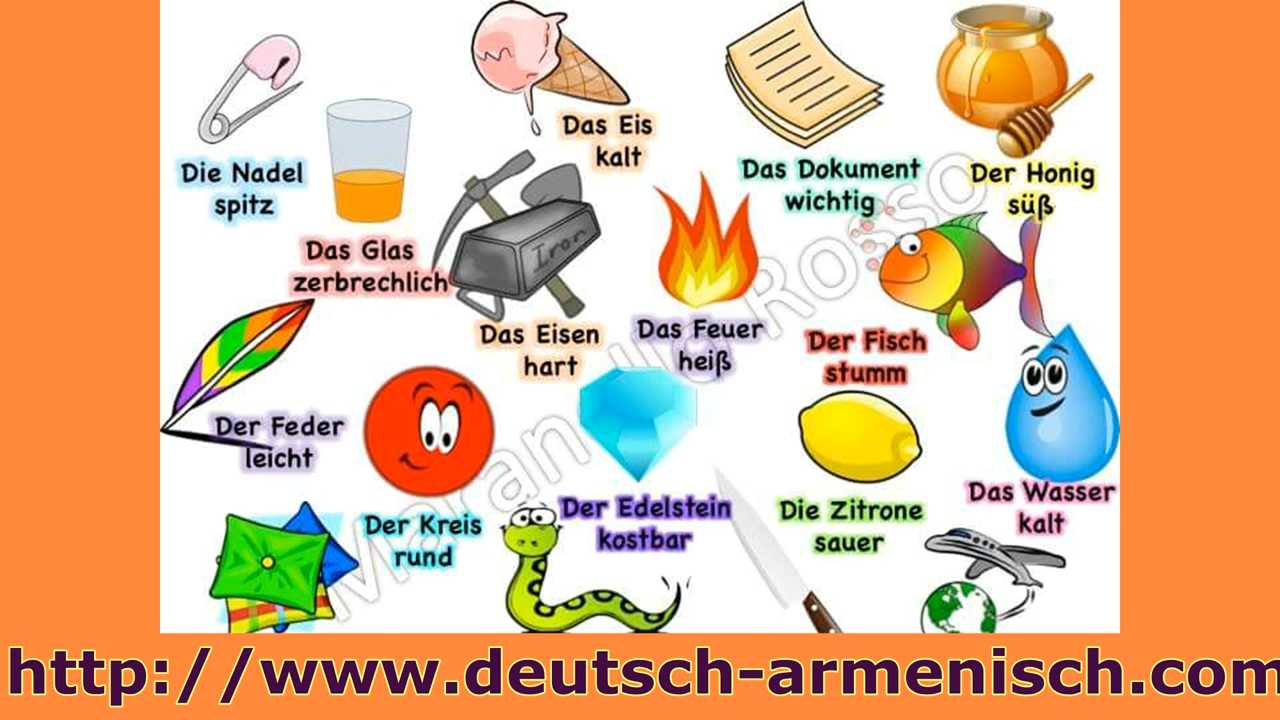 Das Eis
kalt
Die Nadel
spitz
Das Dokument
wichtig
Der Honig
süß
Das Glas
zerbrechlich
Iron
Das Eisen
hart
Das Feuer
heiß
Der Fisch
stumm
Der Feder
leicht
Der Kreis
rund
Der Edelstein
kostbar
Die Zitrone
sauer
Das Wasser
kalt
http://www.deutsch-armenisch.com